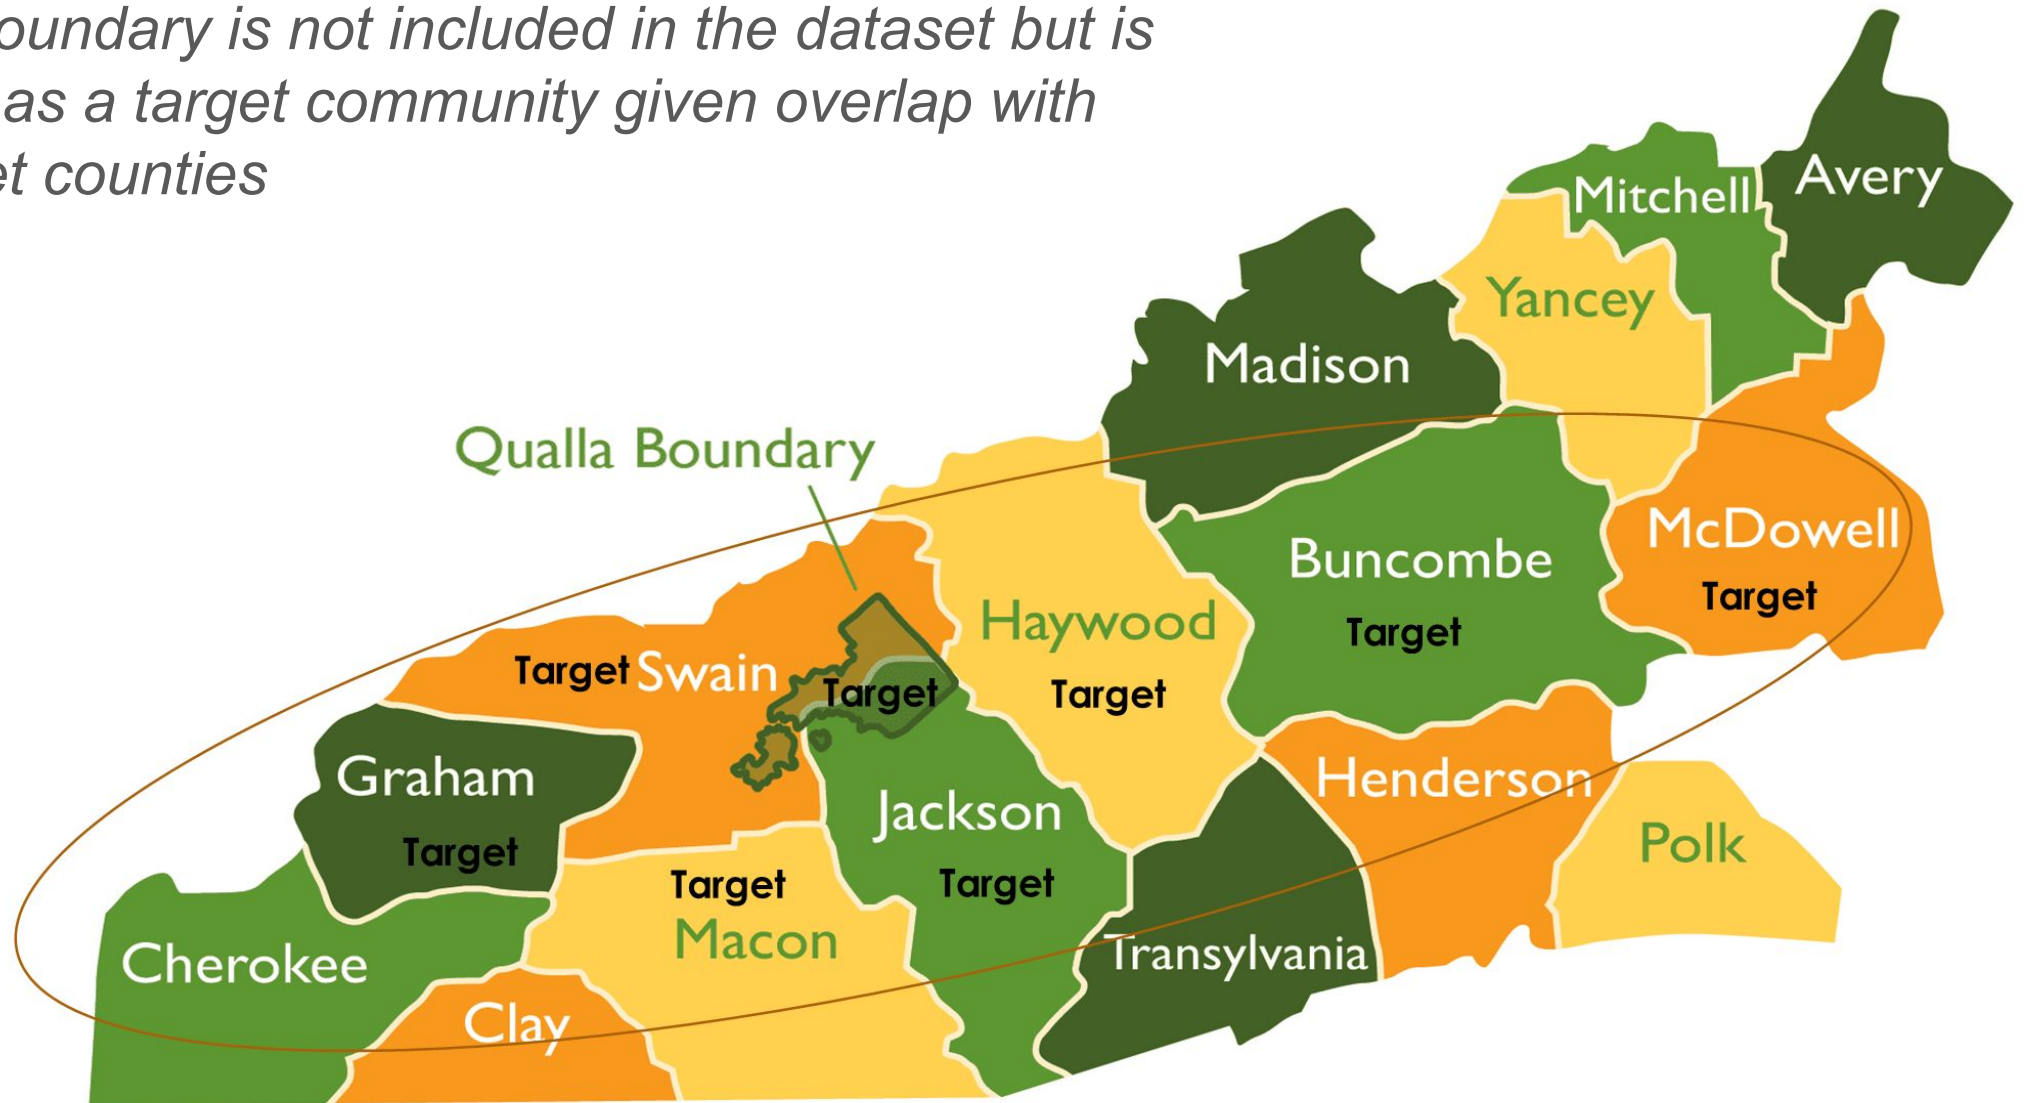 oundary is not included in the dataset but is
as a target community given overlap with
et counties
Avery
Mitchell
Yancey
Madison
Qualla Boundary
McDowell
Target
Buncombe
Target
Haywood
Target
Target Swain
Target
Graham
Target
Henderson
Jackson
Target
Polk
Target
Macon
Cherokee
Transylvania
Clay